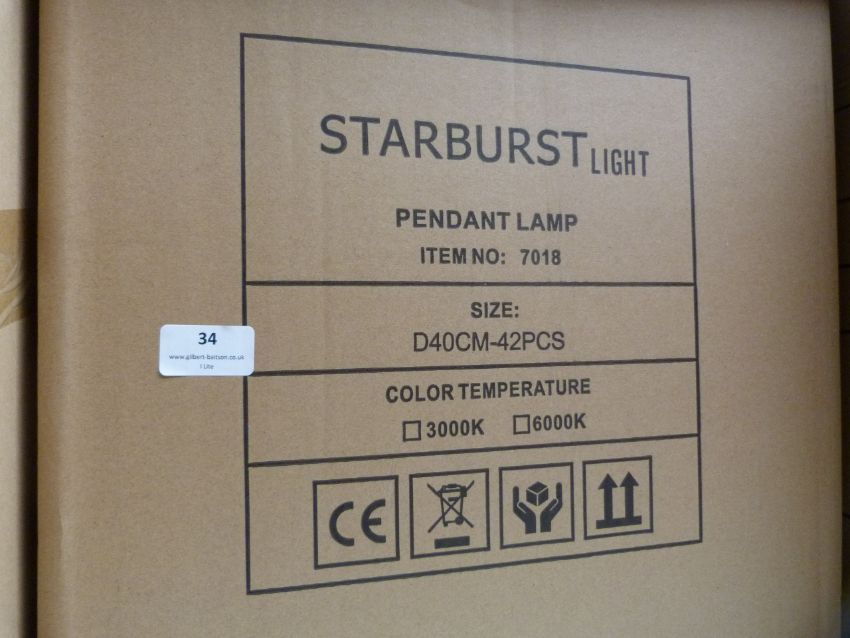 STARBURST LIGHT
PENDANT LAMP
ITEM NO: 7018
SIZE:
D40CM-42PCS
COLOR TEMPERATURE
3000K 6000K
CE
34
www.gilbert-baitson.co.uk
I Lite